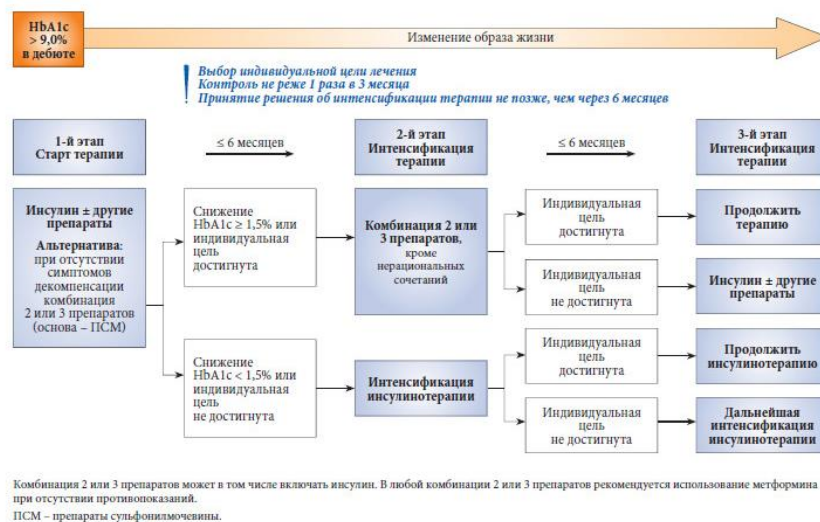 HbA1c
> 9,0%
в дебюте
Изменение образа жизни
!
Выбор индивидуальной цели лечения
Контроль не реже 1 раза в 3 месяца
Принятие решения об интенсификации терапии не позже, чем через 6 месяцев
1-й этап
Старт терапии
≤ 6 месяцев
2-й этап
Интенсификация
терапии
≤ 6 месяцев
3-й этап
Интенсификация
терапии
Инсулин ± другие
препараты
Альтернатива:
при отсутствии
симптомов
декомпенсации
комбинация
2 или 3 препаратов
(основа – ПСМ)
Снижение
HbA1c ≥ 1,5% или
индивидуальная
цель
достигнута
Комбинация 2 или
3 препаратов,
кроме
нерациональных
сочетаний
Индивидуальная
цель
достигнута
Продолжить
терапию
Индивидуальная
цель
не достигнута
Инсулин ± другие
препараты
Снижение
HbA1c < 1,5% или
индивидуальная
цель
не достигнута
Интенсификация
инсулинотерапии
Индивидуальная
цель
достигнута
Продолжить
инсулинотерапию
Индивидуальная
цель
не достигнута
Дальнейшая
интенсификация
инсулинотерапии
Комбинация 2 или 3 препаратов может в том числе включать инсулин. В любой комбинации 2 или 3 препаратов рекомендуется использование метформина
при отсутствии противопоказаний.
ПСМ – препараты сульфонилмочевины.